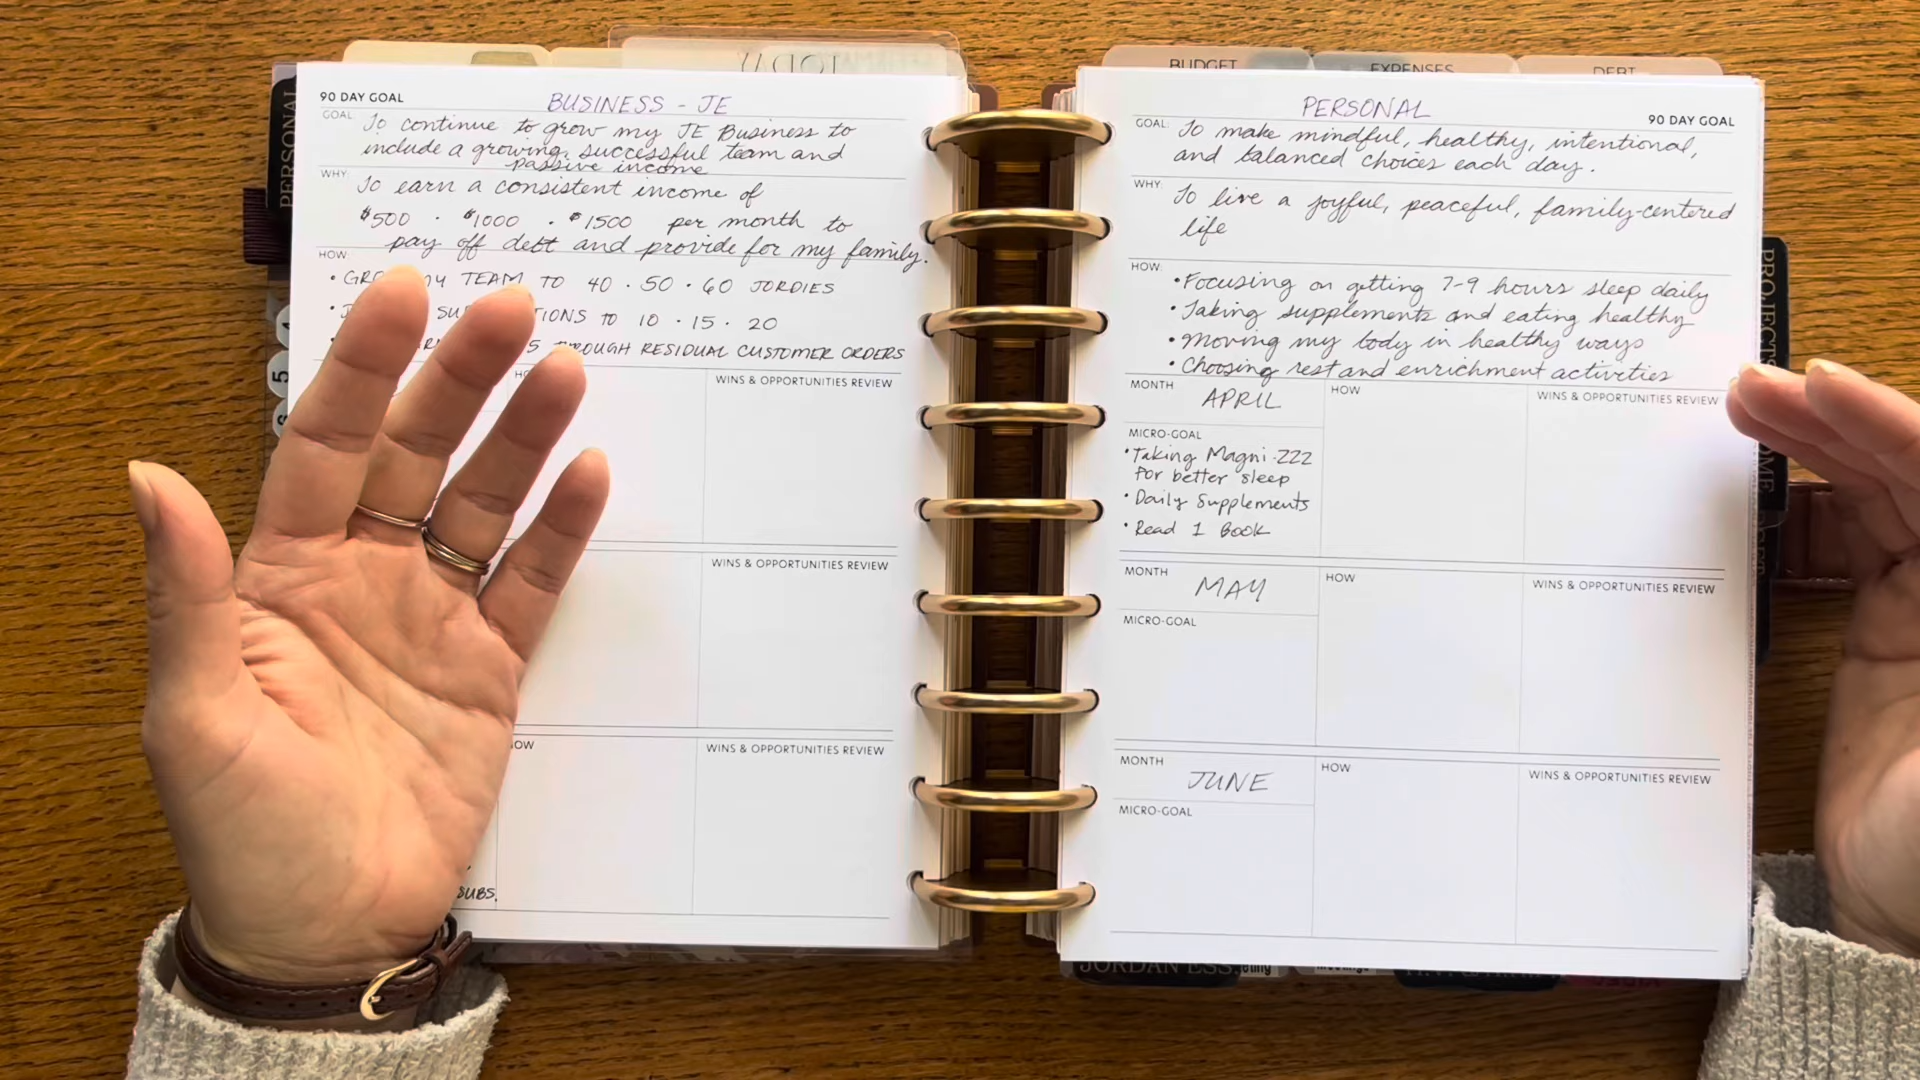 BUDGET
EXPENSES
DEBT
TODAY
PERSONAL
90 DAY GOAL
BUSINESS - JE
GOAL:
To continue to grow my JE Business to
include a growing, successful team and
passive income
WHY:
To earn a consistent income of
$500 · $1000 · $1500 per month to
pay off debt and provide for my family.
HOW:
• MY TEAM TO 40 · 50 · 60 JORDIES
TO 10 · 15 · 20
THROUGH RESIDUAL CUSTOMER ORDERS
WINS & OPPORTUNITIES REVIEW
WINS & OPPORTUNITIES REVIEW
WINS & OPPORTUNITIES REVIEW
SUBS.
5
PERSONAL
90 DAY GOAL
GOAL:
To make mindful, healthy, intentional,
and balanced choices each day.
WHY:
To live a joyful, peaceful, family-centered
life
HOW:
• Focusing on getting 7-9 hours sleep daily
• Taking supplements and eating healthy
• Moving my body in healthy ways
• Choosing rest and enrichment activities
MONTH
APRIL
HOW
WINS & OPPORTUNITIES REVIEW
MICRO-GOAL
• Taking Magni-ZZZ
for better sleep
• Daily Supplements
• Read 1 Book
MONTH
MAY
HOW
WINS & OPPORTUNITIES REVIEW
MICRO-GOAL
MONTH
JUNE
HOW
WINS & OPPORTUNITIES REVIEW
MICRO-GOAL
PROJECTS
JORDAN ESS